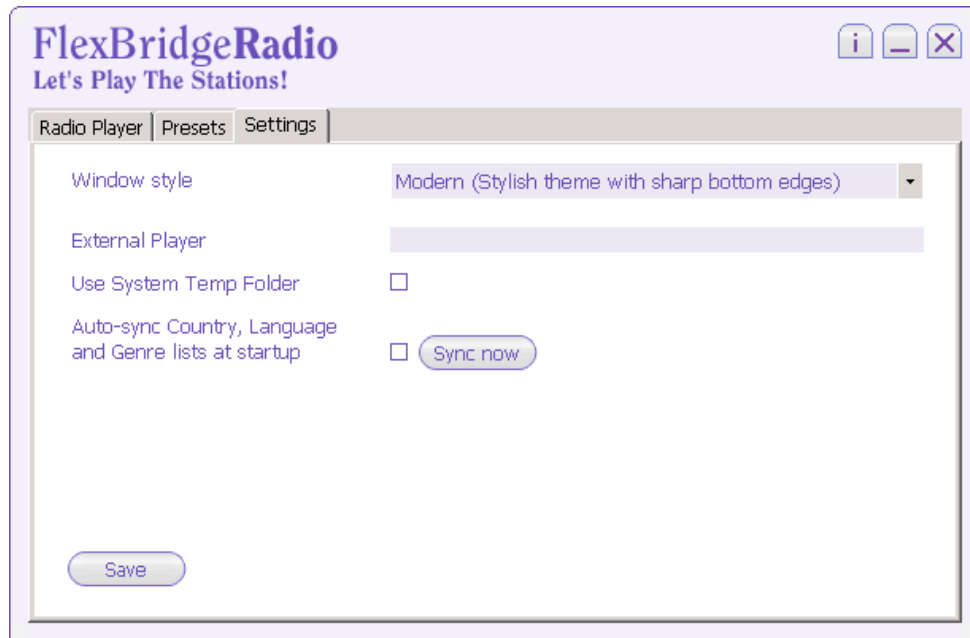 FlexBridgeRadio
Let's Play The Stations!
i
Radio Player
Presets
Settings
Window style
Modern (Stylish theme with sharp bottom edges)
External Player
Use System Temp Folder
Auto-sync Country, Language
and Genre lists at startup
Sync now
Save